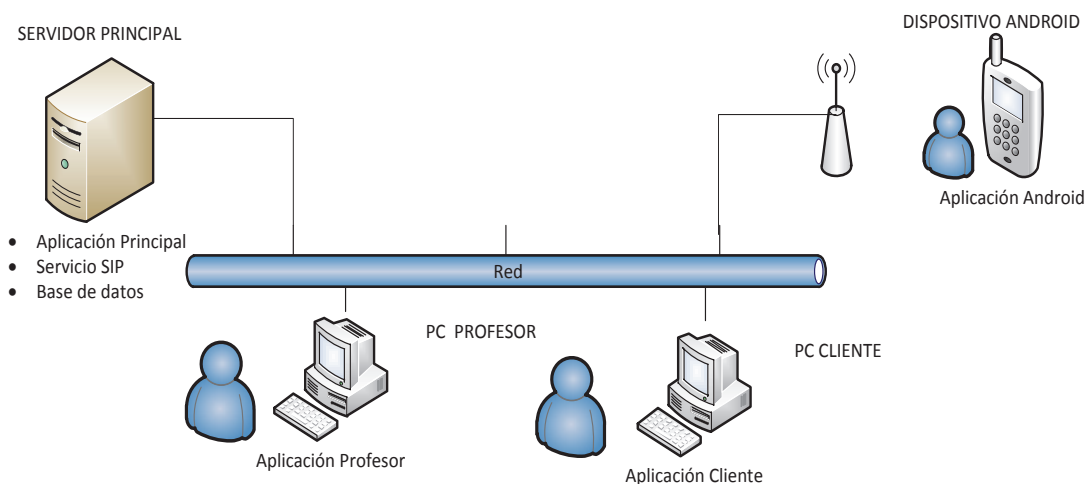 SERVIDOR PRINCIPAL
DISPOSITIVO ANDROID
Aplicación Android
• Aplicación Principal
• Servicio SIP
• Base de datos
Red
PC PROFESOR
PC CLIENTE
Aplicación Profesor
Aplicación Cliente